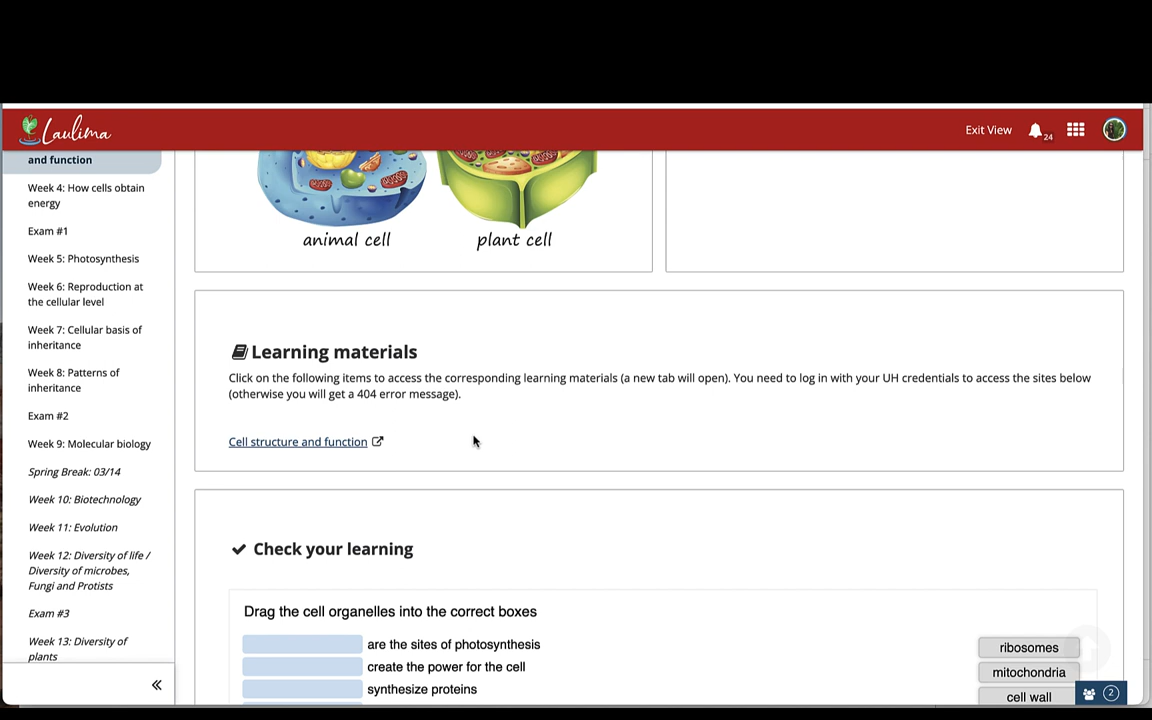 Laulima
Exit View
24
and function
Week 4: How cells obtain
energy
Exam #1
Week 5: Photosynthesis
Week 6: Reproduction at
the cellular level
Week 7: Cellular basis of
inheritance
Week 8: Patterns of
inheritance
Exam #2
Week 9: Molecular biology
Spring Break: 03/14
Week 10: Biotechnology
Week 11: Evolution
Week 12: Diversity of life /
Diversity of microbes,
Fungi and Protists
Exam #3
Week 13: Diversity of
plants
animal cell
plant cell
Learning materials
Click on the following items to access the corresponding learning materials (a new tab will open). You need to log in with your UH credentials to access the sites below
(otherwise you will get a 404 error message).
Cell structure and function
Check your learning
Drag the cell organelles into the correct boxes
are the sites of photosynthesis
create the power for the cell
synthesize proteins
ribosomes
mitochondria
cell wall
2